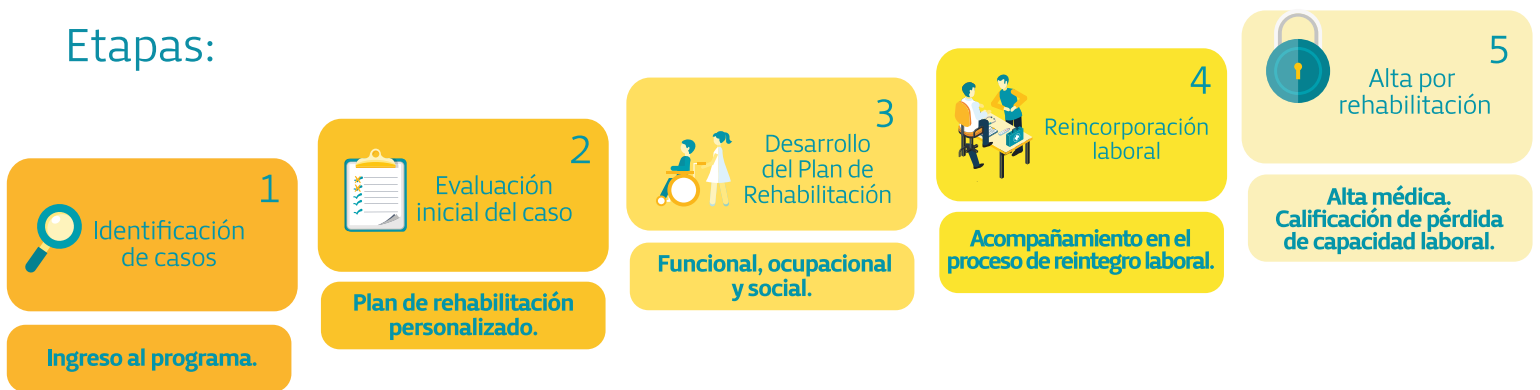 Etapas:
1
Identificación
de casos
Ingreso al programa.
2
Evaluación
inicial del caso
Plan de rehabilitación
personalizado.
3
Desarrollo
del Plan de
Rehabilitación
Funcional, ocupacional
y social.
4
Reincorporación
laboral
Acompañamiento en el
proceso de reintegro laboral.
5
Alta por
rehabilitación
Alta médica.
Calificación de pérdida
de capacidad laboral.